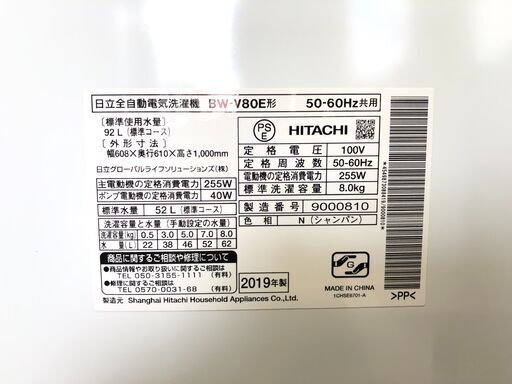 日立全自動電気洗濯機 BW-V80E形 50-60Hz共用
［標準使用水量］
92 L（標準コース）
［外形寸法］
幅608×奥行610×高さ1,000mm
日立グローバルライフソリューションズ(株)
主電動機の定格消費電力 255W
ポンプ電動機の定格消費電力 40W
標準水量 52 L（標準コース）
洗濯容量と水量（手動設定の水量）
洗濯容量kg 0.5 3.0 5.0 7.0 8.0
水量(L) 22 38 46 52 62
PS
E
HITACHI
定格電圧 100V
定格周波数 50-60Hz
定格消費電力 255W
標準洗濯容量 8.0kg
製造番号 9000810
色相 N（シャンパン）
商品に関するご相談や修理について
●商品情報やお取り扱いに関するご相談
TEL 050-3155-1111（有料）
●修理に関するご相談
TEL 0570-0031-68（有料）
2019年製
製造元 Shanghai Hitachi Household Appliances Co.,Ltd.
MADE IN CHINA
1CHSE6701-A
>PP<